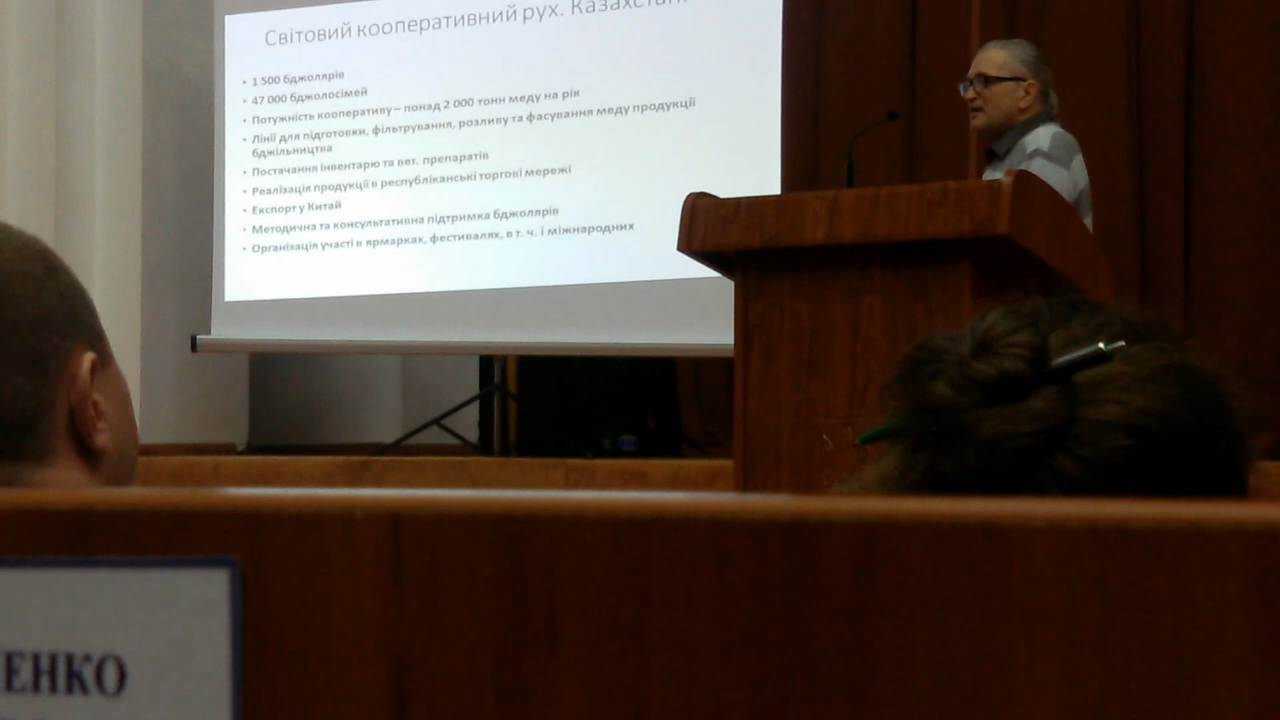 Світовий кооперативний рух. Казахстан.
• 1 500 бджолярів
• 47 000 бджолосімей
• Потужність кооперативу – понад 2 000 тонн меду на рік
• Лінії для підготовки, фільтрування, розливу та фасування меду продукції
бджільництва
• Постачання інвентарю та вет. препаратів
• Реалізація продукції в республіканські торгові мережі
• Експорт у Китай
• Методична та консультативна підтримка бджолярів
• Організація участі в ярмарках, фестивалях, в т. ч. і міжнародних
ЕНКО